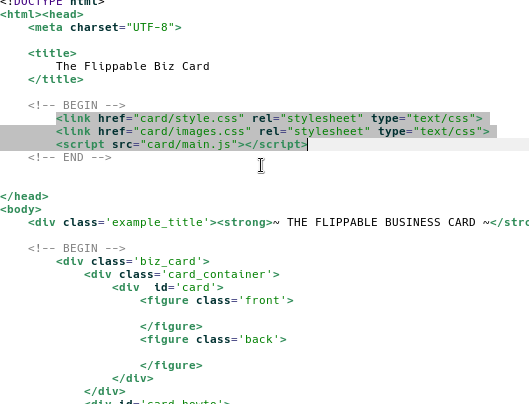 <!DOCTYPE html>
<html><head>
    <meta charset="UTF-8">
    <title>
        The Flippable Biz Card
    </title>
    <!-- BEGIN -->
        <link href="card/style.css" rel="stylesheet" type="text/css">
        <link href="card/images.css" rel="stylesheet" type="text/css">
        <script src="card/main.js"></script>
    <!-- END -->
</head>
<body>
    <div class='example_title'><strong>~ THE FLIPPABLE BUSINESS CARD ~</stro
    <!-- BEGIN -->
        <div class='biz_card'>
            <div class='card_container'>
                <div  id='card'>
                    <figure class='front'>
                    </figure>
                    <figure class='back'>
                    </figure>
                </div>
            </div>
            <div id='card_howto'>